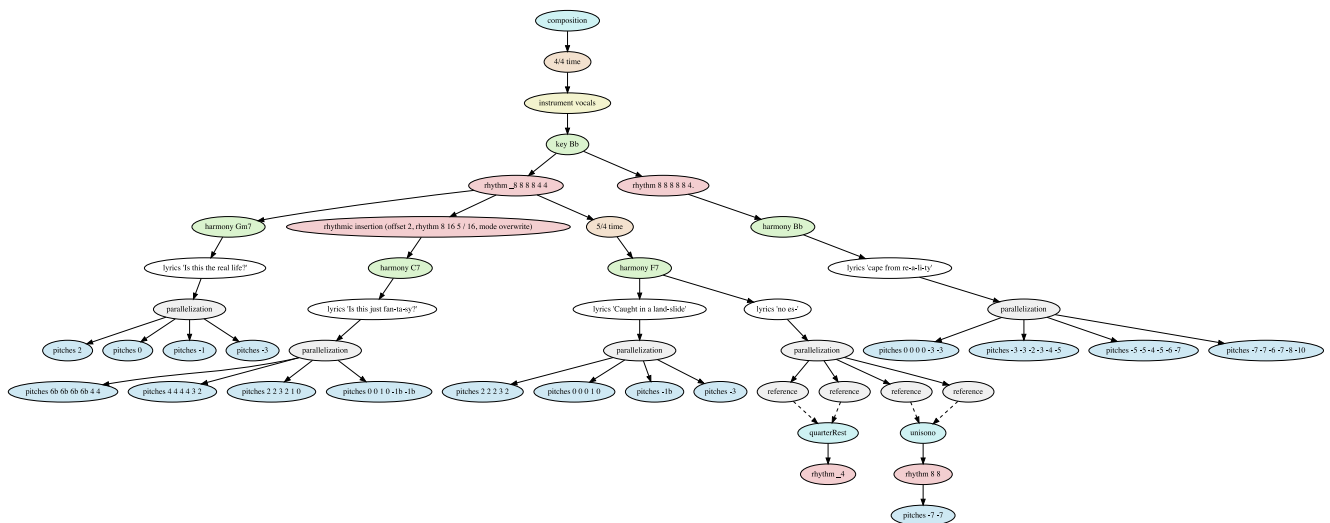 composition
4/4 time
instrument vocals
key Bb
rhythm _8 8 8 8 4 4
rhythm 8 8 8 8 8 4.
harmony Gm7
rhythmic insertion (offset 2, rhythm 8 16 5 / 16, mode overwrite)
5/4 time
harmony Bb
lyrics 'Is this the real life?'
harmony C7
harmony F7
lyrics 'cape from re-a-li-ty'
parallelization
lyrics 'Is this just fan-ta-sy?'
lyrics 'Caught in a land-slide'
lyrics 'no es-'
parallelization
pitches 2
pitches 0
pitches -1
pitches -3
parallelization
parallelization
parallelization
pitches 0 0 0 0 -3 -3
pitches -3 -3 -2 -3 -4 -5
pitches -5 -5 -4 -5 -6 -7
pitches -7 -7 -6 -7 -8 -10
pitches 6b 6b 6b 6b 4 4
pitches 4 4 4 4 3 2
pitches 2 2 3 2 1 0
pitches 0 0 1 0 -1b -1b
pitches 2 2 2 3 2
pitches 0 0 0 1 0
pitches -1b
pitches -3
reference
reference
reference
reference
quarterRest
unisono
rhythm _4
rhythm 8 8
pitches -7 -7